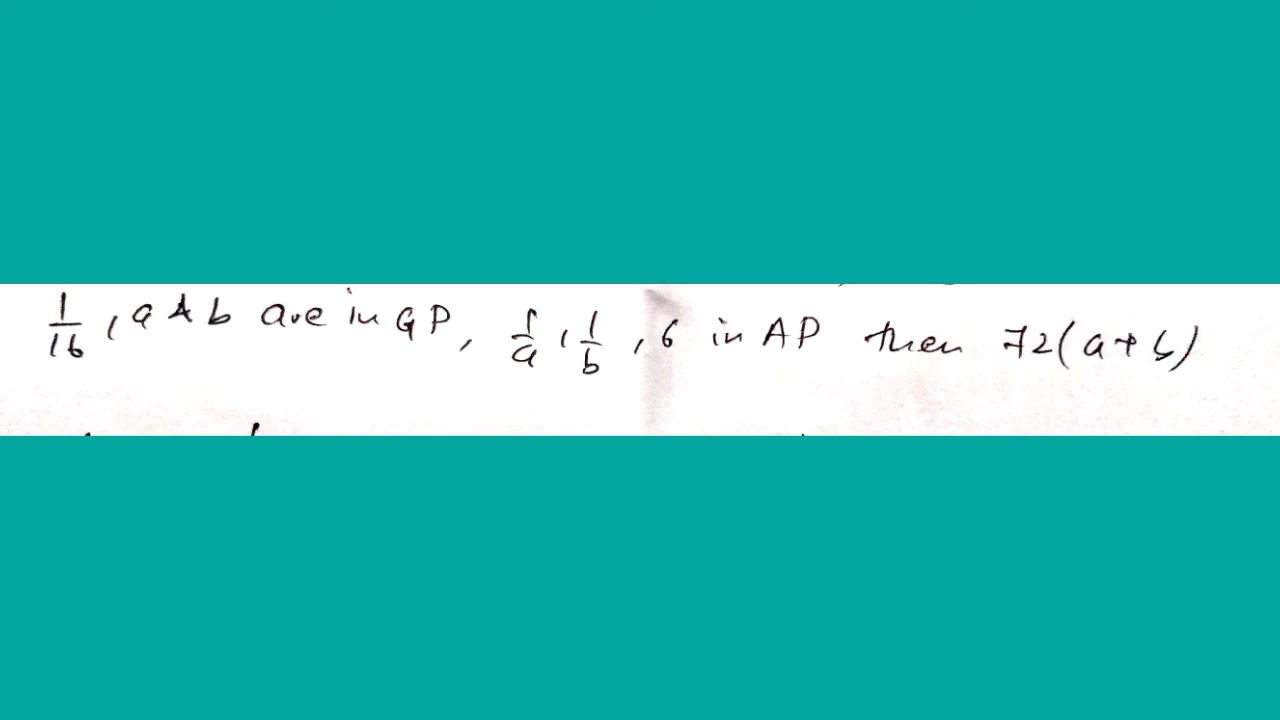 1/16, a & b are in GP, 1/a, 1/b, 6 in AP then 72(a+b)